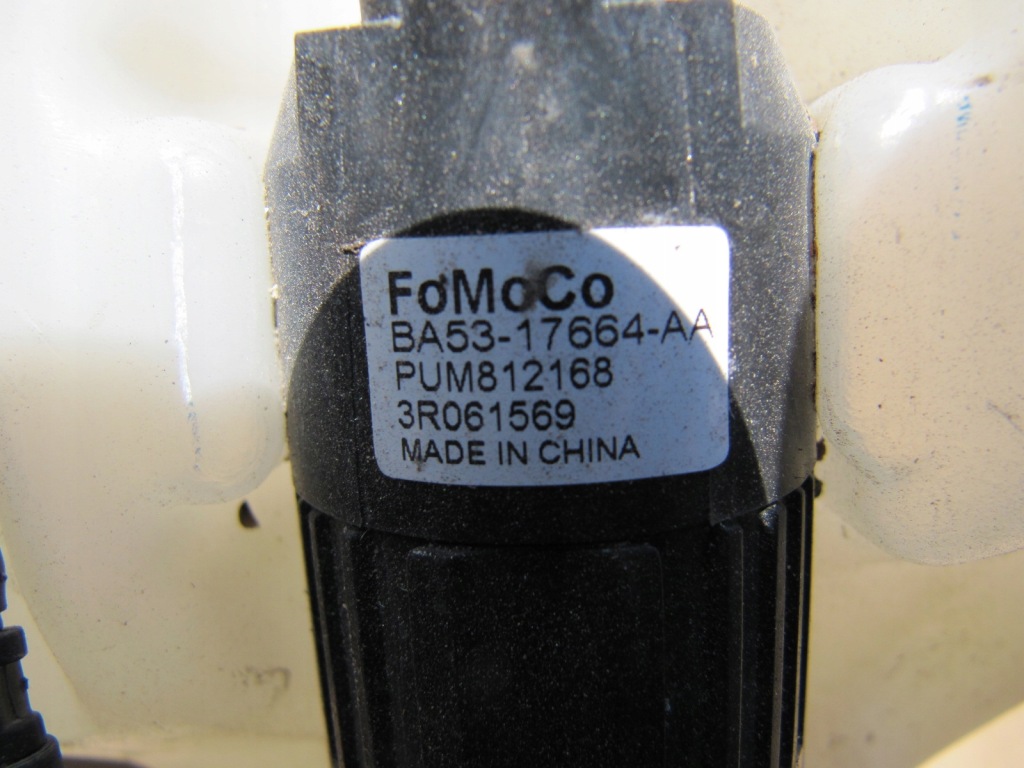 FoMoCo
BA53-17664-AA
PUM812168
3R061569
MADE IN CHINA